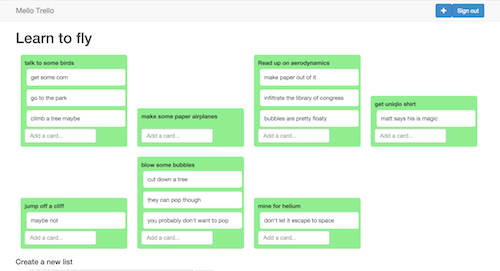 Mello Trello
+ Sign out
Learn to fly
talk to some birds
get some corn
go to the park
climb a tree maybe
Add a card...
make some paper airplanes
Add a card...
Read up on aerodynamics
make paper out of it
infiltrate the library of congress
bubbles are pretty floaty
Add a card...
get uniqlo shirt
matt says his is magic
Add a card...
jump off a cliff
maybe not
Add a card...
blow some bubbles
cut down a tree
they can pop though
you probably don't want to pop
Add a card...
mine for helium
don't let it escape to space
Add a card...
Create a new list